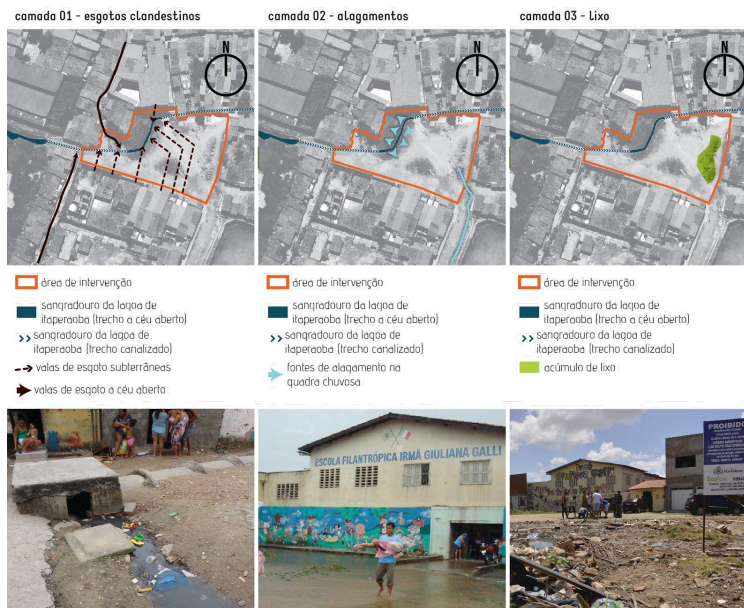 camada 01 - esgotos clandestinos
camada 02 - alagamentos
camada 03 - lixo
N
N
N
área de intervenção
sangradouro da lagoa de
itaperaoba (trecho a céu aberto)
sangradouro da lagoa de
itaperaoba (trecho canalizado)
valas de esgoto subterrâneas
valas de esgoto a céu aberto
área de intervenção
sangradouro da lagoa de
itaperaoba (trecho a céu aberto)
sangradouro da lagoa de
itaperaoba (trecho canalizado)
fontes de alagamento na
quadra chuvosa
área de intervenção
sangradouro da lagoa de
itaperaoba (trecho a céu aberto)
sangradouro da lagoa de
itaperaoba (trecho canalizado)
acúmulo de lixo
ESCOLA FILANTRÓPICA IRMÃ GIULIANA GALLI
PROIBIDO